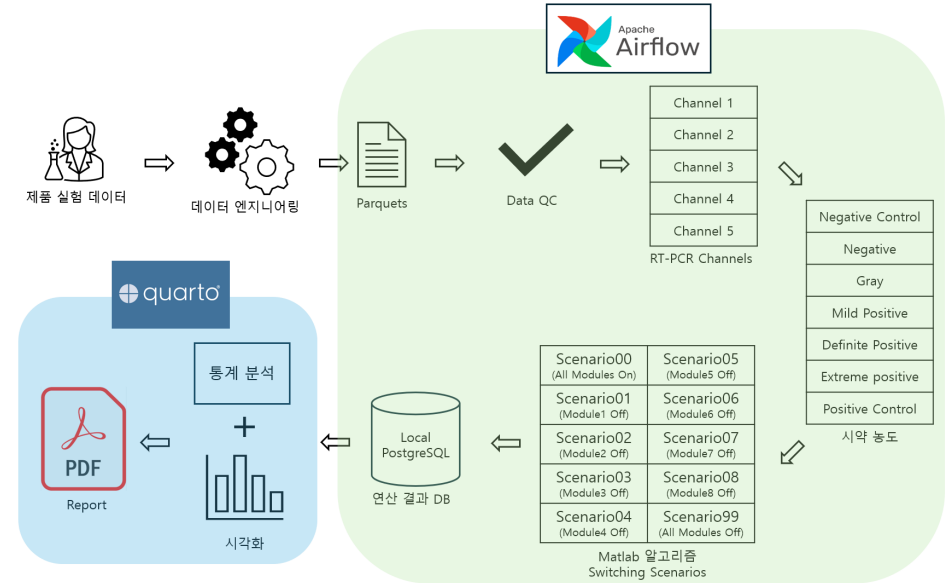 Apache
Airflow
제품 실험 데이터
데이터 엔지니어링
Parquets
Data QC
Channel 1
Channel 2
Channel 3
Channel 4
Channel 5
RT-PCR Channels
Negative Control
Negative
Gray
Mild Positive
Definite Positive
Extreme positive
Positive Control
시약 농도
Scenario00
(All Modules On)
Scenario05
(Module5 Off)
Scenario01
(Module1 Off)
Scenario06
(Module6 Off)
Scenario02
(Module2 Off)
Scenario07
(Module7 Off)
Scenario03
(Module3 Off)
Scenario08
(Module8 Off)
Scenario04
(Module4 Off)
Scenario99
(All Modules Off)
Matlab 알고리즘
Switching Scenarios
Local
PostgreSQL
연산 결과 DB
quarto
통계 분석
+
시각화
PDF
Report